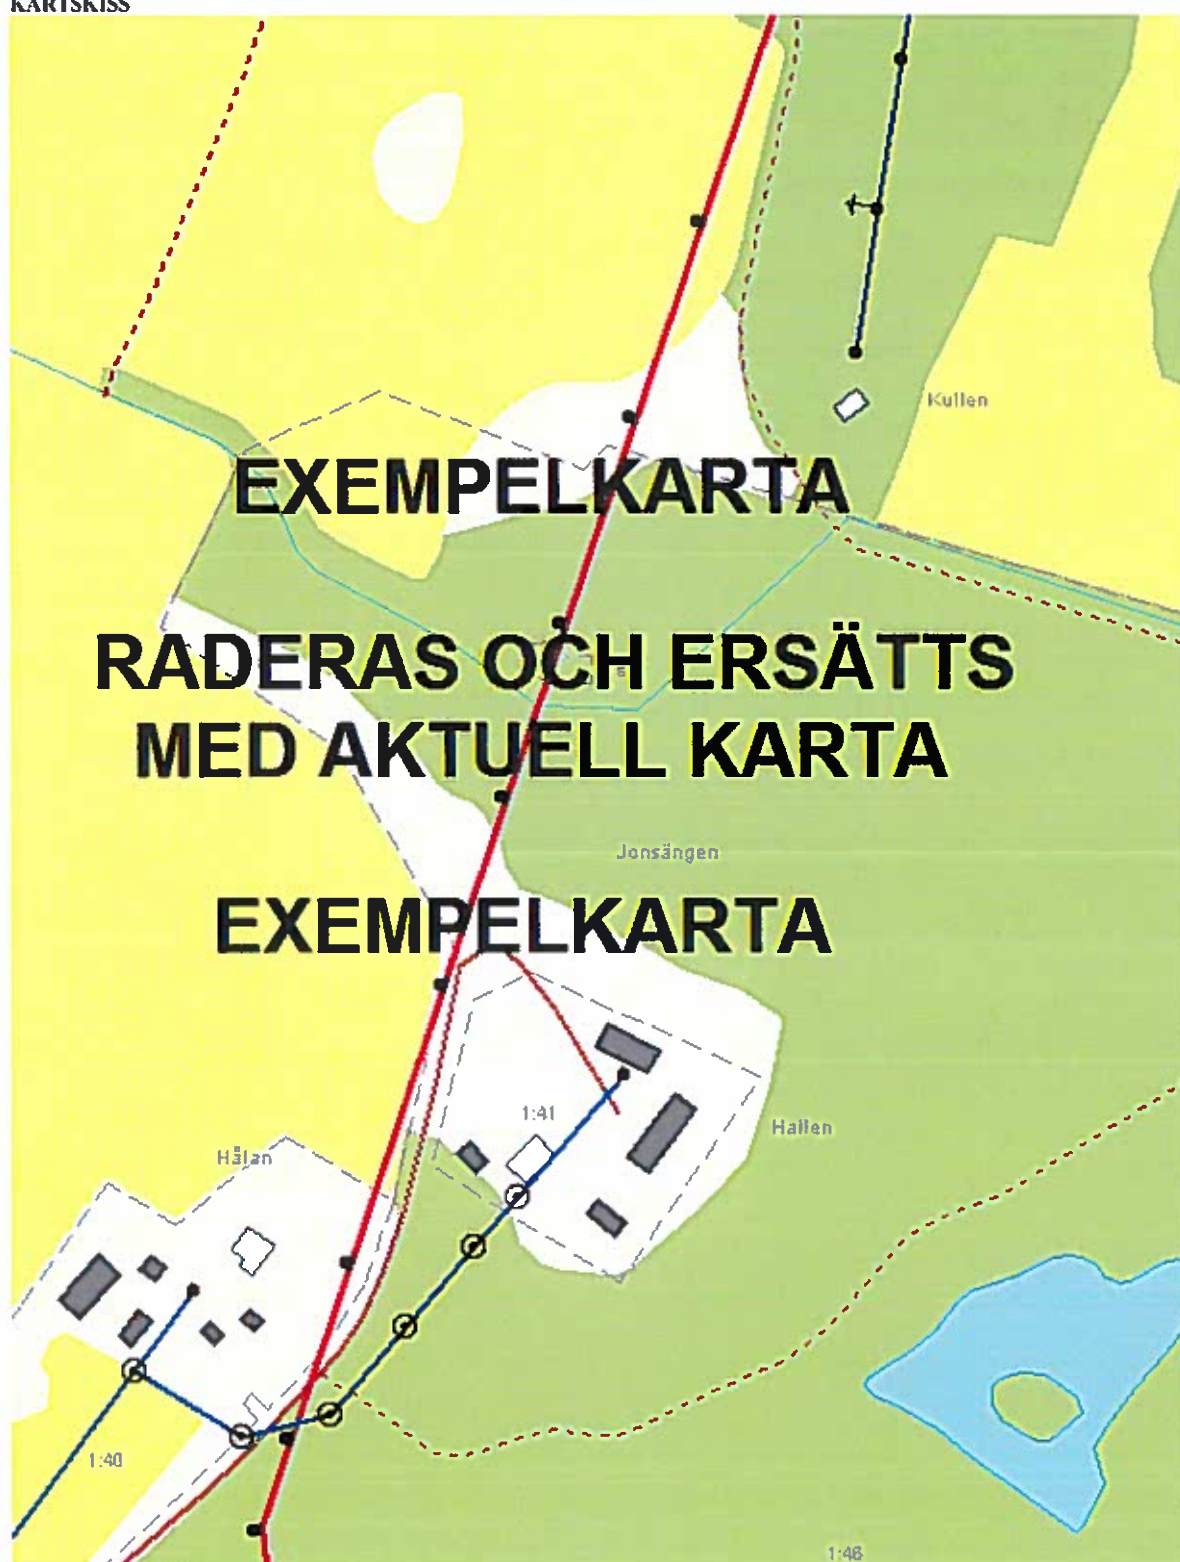 KARTSKISS
Kullen
EXEMPELKARTA
RADERAS OCH ERSÄTTS
MED AKTUELL KARTA
Jonsängen
EXEMPELKARTA
1:41
Hallen
Hålan
1:40
1:46